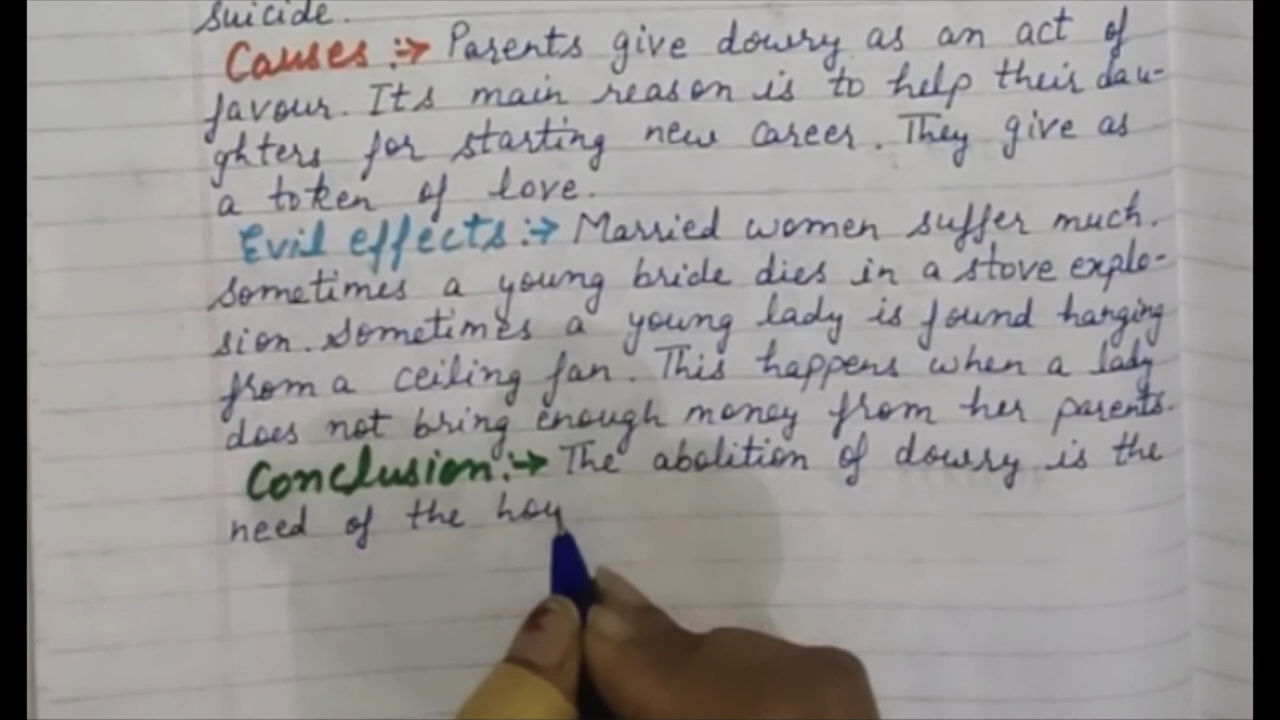 suicide.
Causes :→ Parents give dowry as an act of
favour. Its main reason is to help their dau-
ghters for starting new career. They give as
a token of love.
Evil effects :→ Married women suffer much.
Sometimes a young bride dies in a stove explo-
sion. Sometimes a young lady is found hanging
from a ceiling fan. This happens when a lady
does not bring enough money from her parents.
Conclusion :→ The abolition of dowry is the
need of the hou